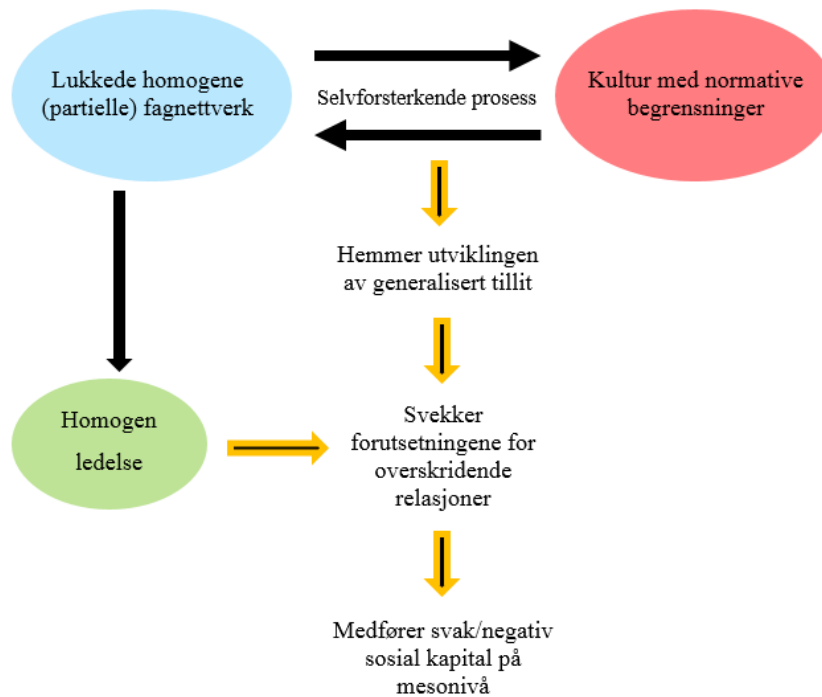 Lukkede homogene
(partielle) fagnettverk
Selvforsterkende prosess
Kultur med normative
begrensninger
Hemmer utviklingen
av generalisert tillit
Homogen
ledelse
Svekker
forutsetningene for
overskridende
relasjoner
Medfører svak/negativ
sosial kapital på
mesonivå